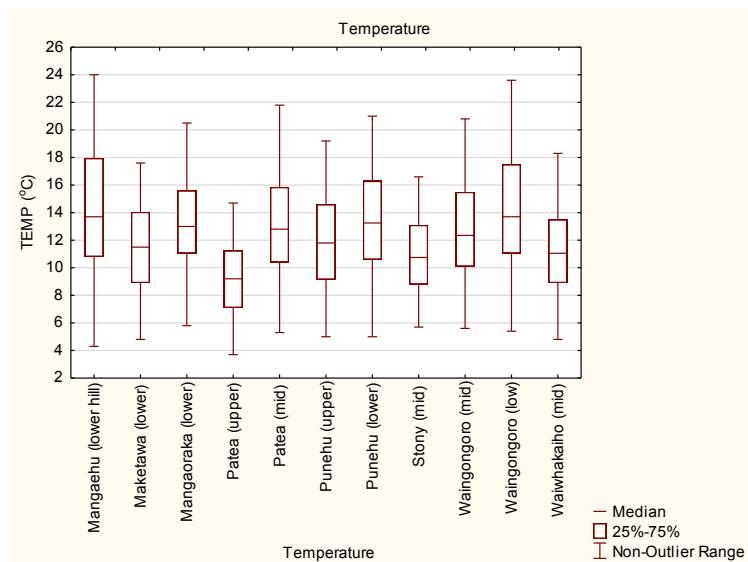 Temperature
26
24
22
20
18
16
14
12
10
8
6
4
2
TEMP (°C)
Mangaehu (lower hill)
Maketawa (lower)
Mangaoraka (lower)
Patea (upper)
Patea (mid)
Punehu (upper)
Punehu (lower)
Stony (mid)
Waingongoro (mid)
Waingongoro (low)
Waiwhakaiho (mid)
Temperature
Median
25%-75%
Non-Outlier Range